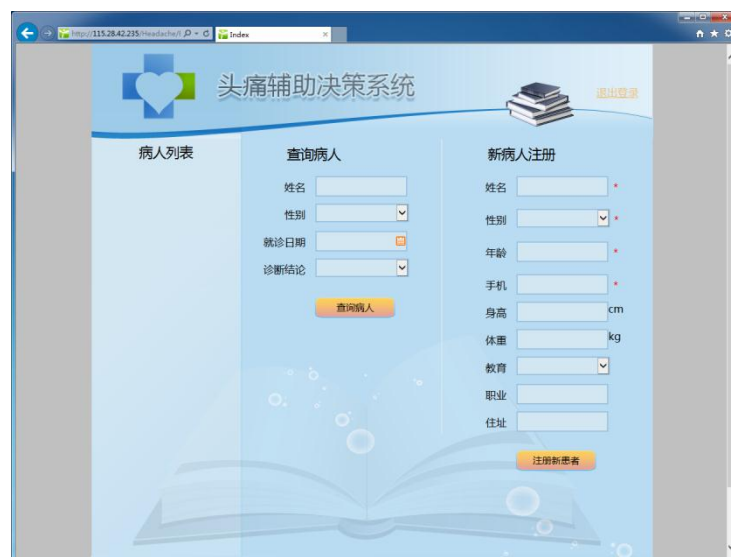 http://115.28.42.235/Headache/I
Index
头痛辅助决策系统
退出登录
病人列表
查询病人
姓名
性别
就诊日期
诊断结论
查询病人
新病人注册
姓名 *
性别 *
年龄 *
手机 *
身高 cm
体重 kg
教育
职业
住址
注册新患者